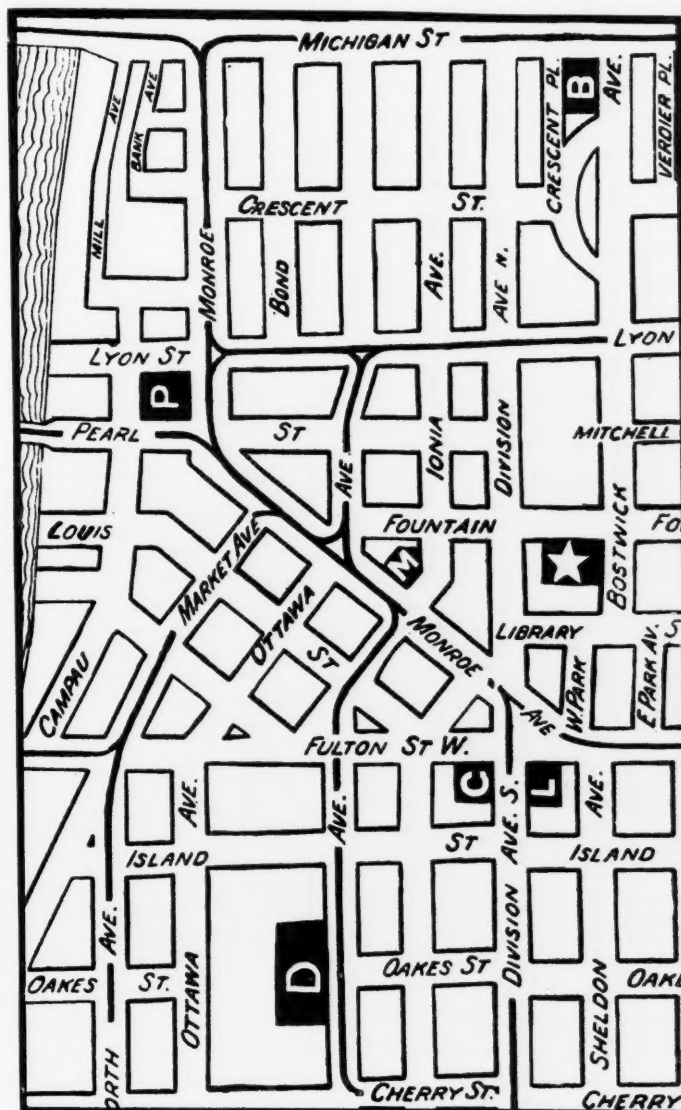 MICHIGAN ST
MILL AVE
BANK AVE
MONROE
CRESCENT ST.
BOND
AVE.
AVE N.
CRESCENT PL.
B
AVE.
VERDIER PL.
LYON ST
LYON
P
PEARL ST
IONIA
DIVISION
MITCHELL
AVE.
LOUIS
MARKET AVE
FOUNTAIN
BOSTWICK
M
OTTAWA
ST
MONROE
AVE
LIBRARY
S
CAMPAU
W. PARK
E PARK AV.
FULTON ST W.
AVE.
AVE.
C
DIVISION AVE. S.
L
AVE.
ISLAND ST
ISLAND
AVE.
OAKES ST.
OTTAWA
D
OAKES ST
SHELDON
OAKE
ORTH
CHERRY ST.
CHERRY